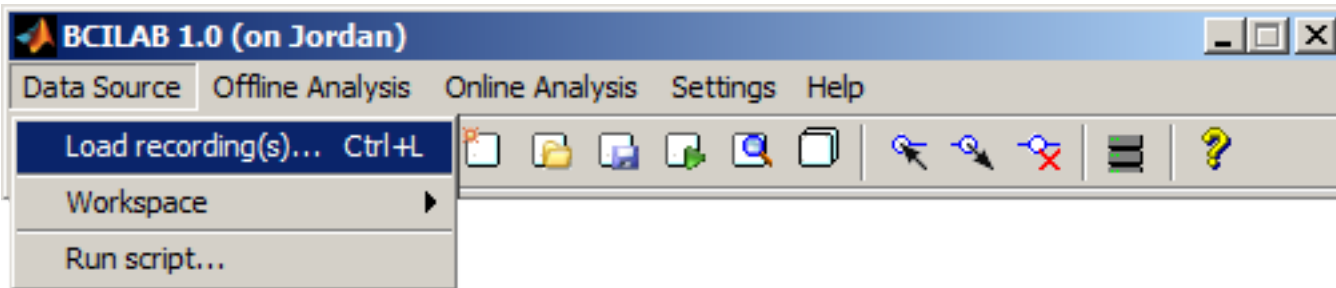 BCILAB 1.0 (on Jordan)
Data Source Offline Analysis Online Analysis Settings Help
Load recording(s)... Ctrl+L
Workspace
Run script...